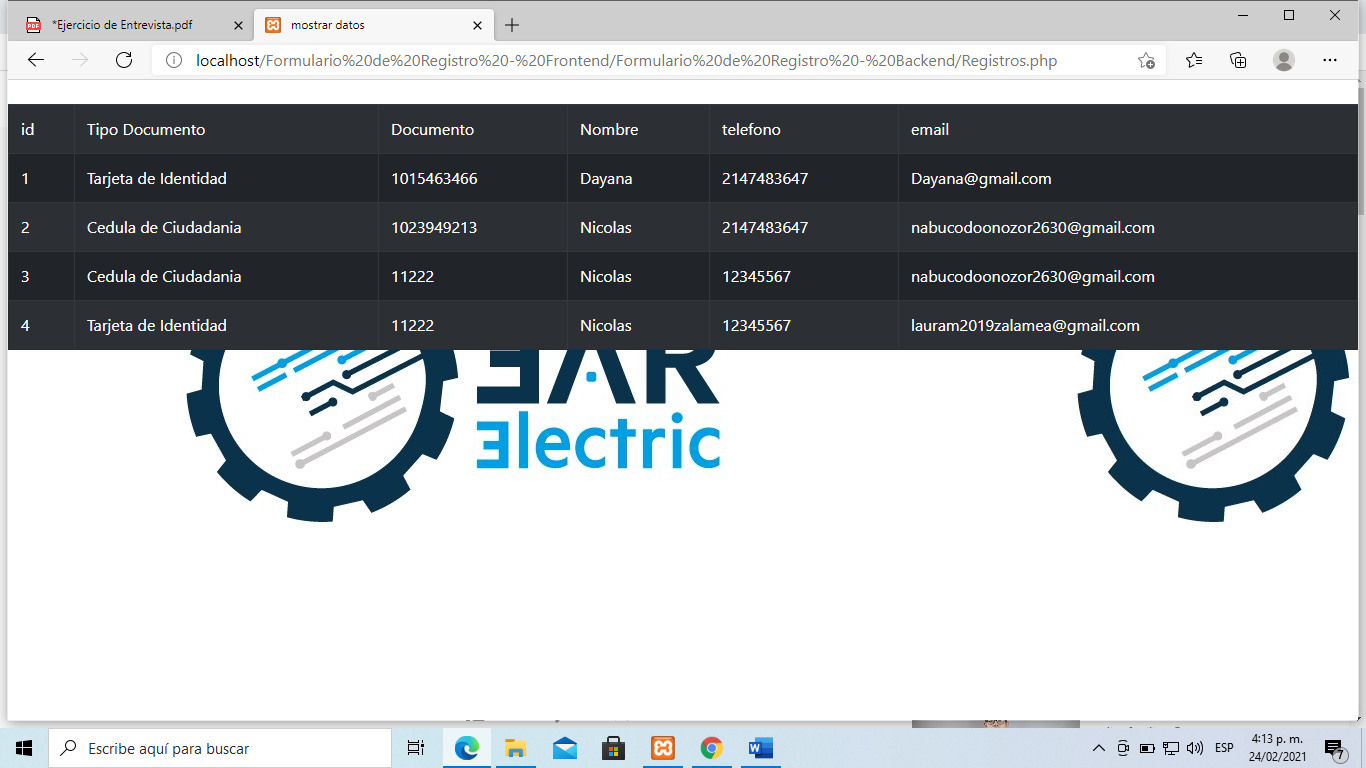 *Ejercicio de Entrevista.pdf
mostrar datos
localhost/Formulario%20de%20Registro%20-%20Frontend/Formulario%20de%20Registro%20-%20Backend/Registros.php
id Tipo Documento Documento Nombre telefono email
1 Tarjeta de Identidad 1015463466 Dayana 2147483647 Dayana@gmail.com
2 Cedula de Ciudadania 1023949213 Nicolas 2147483647 nabucodoonozor2630@gmail.com
3 Cedula de Ciudadania 11222 Nicolas 12345567 nabucodoonozor2630@gmail.com
4 Tarjeta de Identidad 11222 Nicolas 12345567 lauram2019zalamea@gmail.com
EAR
Electric
Escribe aquí para buscar
ESP
4:13 p. m.
24/02/2021
7